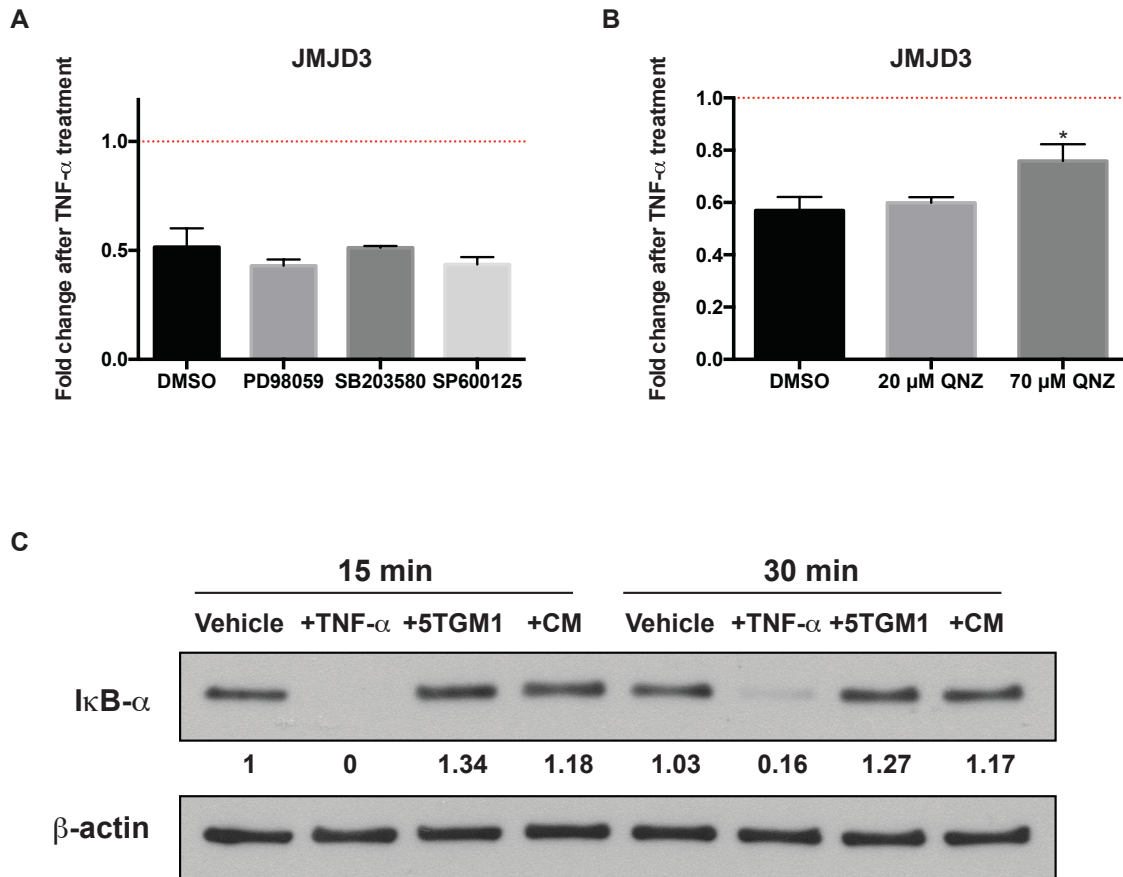 A
JMJD3
Fold change after TNF-α treatment
1.0
0.5
0.0
DMSO PD98059 SB203580 SP600125
B
JMJD3
Fold change after TNF-α treatment
1.0
0.8
0.6
0.4
0.2
0.0
*
DMSO 20 µM QNZ 70 µM QNZ
C
15 min 30 min
Vehicle +TNF-α +5TGM1 +CM Vehicle +TNF-α +5TGM1 +CM
IκB-α
1 0 1.34 1.18 1.03 0.16 1.27 1.17
β-actin